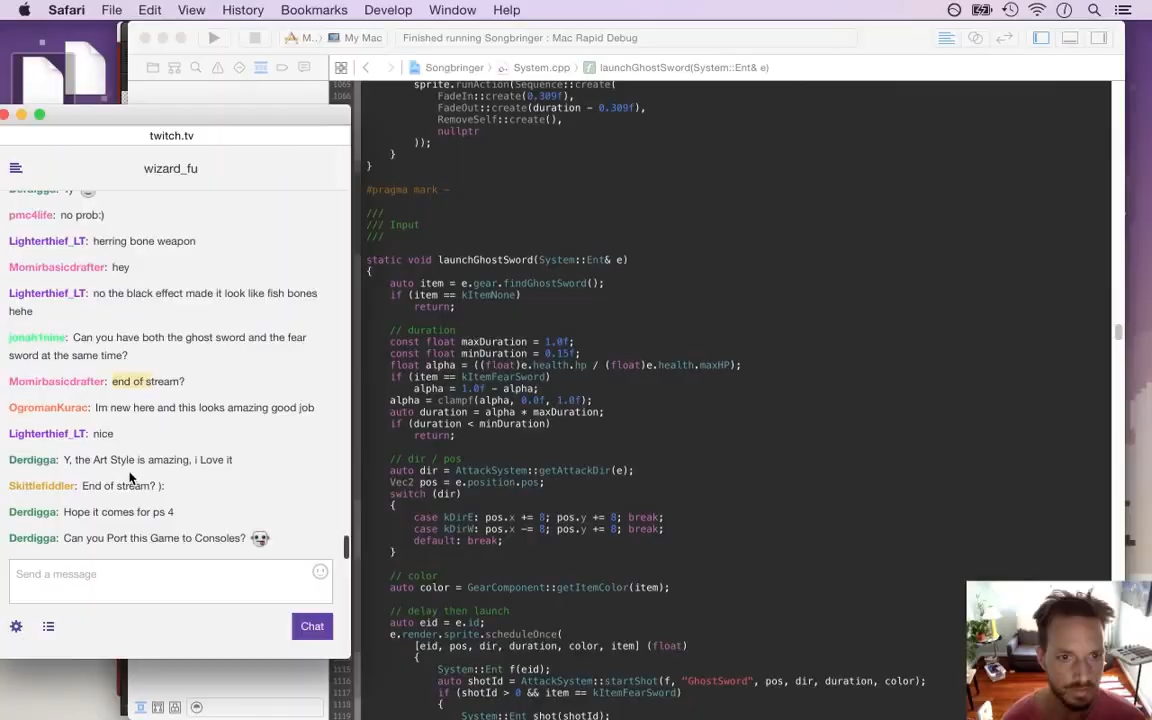 Safari File Edit View History Bookmarks Develop Window Help
M.. My Mac Finished running Songbringer : Mac Rapid Debug
Songbringer System.cpp launchGhostSword(System::Ent& e)
twitch.tv
wizard_fu
pmc4life: no prob:)
Lighterthief_LT: herring bone weapon
Momirbasicdrafter: hey
Lighterthief_LT: no the black effect made it look like fish bones
hehe
jonah1nine: Can you have both the ghost sword and the fear
sword at the same time?
Momirbasicdrafter: end of stream?
OgromanKurac: Im new here and this looks amazing good job
Lighterthief_LT: nice
Derdigga: Y, the Art Style is amazing, i Love it
Skittlefiddler: End of stream? ):
Derdigga: Hope it comes for ps 4
Derdigga: Can you Port this Game to Consoles?
Send a message
Chat
sprite.runAction(Sequence::create(
FadeIn::create(0.309f),
FadeOut::create(duration - 0.309f),
RemoveSelf::create(),
nullptr
));
}
}
#pragma mark -
///
/// Input
///
static void launchGhostSword(System::Ent& e)
{
auto item = e.gear.findGhostSword();
if (item == kItemNone)
return;
// duration
const float maxDuration = 1.0f;
const float minDuration = 0.15f;
float alpha = ((float)e.health.hp / (float)e.health.maxHP);
if (item == kItemFearSword)
alpha = 1.0f - alpha;
alpha = clampf(alpha, 0.0f, 1.0f);
auto duration = alpha * maxDuration;
if (duration < minDuration)
return;
// dir / pos
auto dir = AttackSystem::getAttackDir(e);
Vec2 pos = e.position.pos;
switch (dir)
{
case kDirE: pos.x += 8; pos.y += 8; break;
case kDirW: pos.x -= 8; pos.y += 8; break;
default: break;
}
// color
auto color = GearComponent::getItemColor(item);
// delay then launch
auto eid = e.id;
e.render.sprite.scheduleOnce(
[eid, pos, dir, duration, color, item] (float)
{
1115 System::Ent f(eid);
1116 auto shotId = AttackSystem::startShot(f, "GhostSword", pos, dir, duration, color);
1117 if (shotId > 0 && item == kItemFearSword)
1118 {
1119 System::Ent shot(shotId);